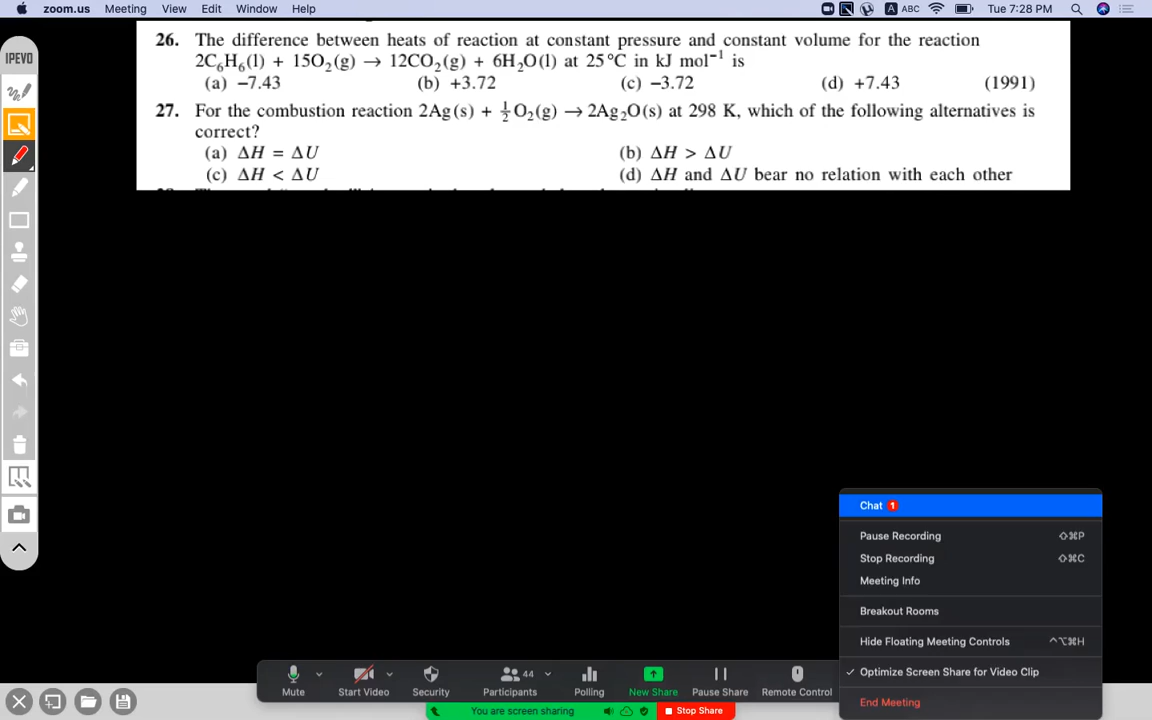 zoom.us Meeting View Edit Window Help ABC Tue 7:28 PM
IPEVO
26. The difference between heats of reaction at constant pressure and constant volume for the reaction
2C₆H₆(l) + 15O₂(g) → 12CO₂(g) + 6H₂O(l) at 25°C in kJ mol⁻¹ is
(a) −7.43 (b) +3.72 (c) −3.72 (d) +7.43 (1991)
27. For the combustion reaction 2Ag(s) + ½O₂(g) → 2Ag₂O(s) at 298 K, which of the following alternatives is
correct?
(a) ΔH = ΔU (b) ΔH > ΔU
(c) ΔH < ΔU (d) ΔH and ΔU bear no relation with each other
Chat 1
Pause Recording ⇧⌘P
Stop Recording ⇧⌘C
Meeting Info
Breakout Rooms
Hide Floating Meeting Controls ^⌥⌘H
✓ Optimize Screen Share for Video Clip
End Meeting
44
Mute Start Video Security Participants Polling New Share Pause Share Remote Control
You are screen sharing Stop Share